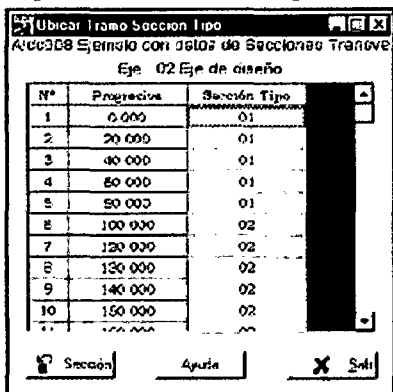 Ubicar Tramo Sección Tipo
Ejemplo con datos de Secciones Transve
Eje 02 Eje de diseño
Nº Progresiva Sección Tipo
1 0.000 01
2 20.000 01
3 40.000 01
4 60.000 01
5 01
6 100.000 02
7 120.000 02
8 130.000 02
9 140.000 02
10 150.000 02
Sección Ayuda Salir